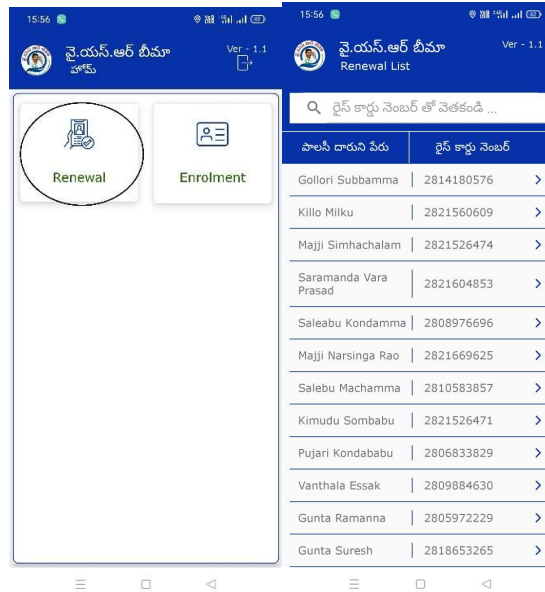 15:56
వై.యస్.ఆర్ బీమా
హోమ్
Ver - 1.1
Renewal
Enrolment
15:56
వై.యస్.ఆర్ బీమా
Renewal List
Ver - 1.1
రైస్ కార్డు నెంబర్ తో వెతకండి ...
పాలసీ దారుని పేరు రైస్ కార్డు నెంబర్
Gollori Subbamma 2814180576
Killo Milku 2821560609
Majji Simhachalam 2821526474
Saramanda Vara
Prasad 2821604853
Saleabu Kondamma 2808976696
Majji Narsinga Rao 2821669625
Salebu Machamma 2810583857
Kimudu Sombabu 2821526471
Pujari Kondababu 2806833829
Vanthala Essak 2809884630
Gunta Ramanna 2805972229
Gunta Suresh 2818653265